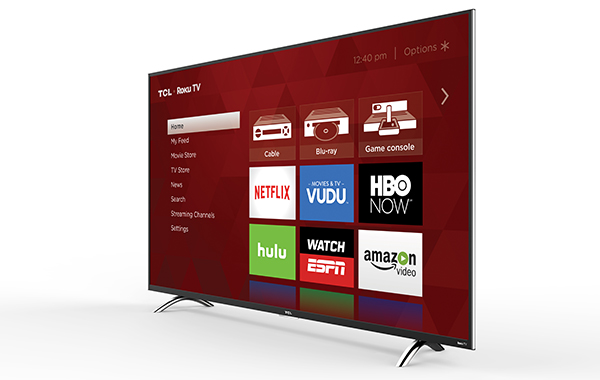 12:40 pm | Options
TCL · Roku TV
Home
My Feed
Movie Store
TV Store
News
Search
Streaming Channels
Settings
Cable
Blu-ray
Game console
NETFLIX
MOVIES & TV
VUDU
HBO
NOW
hulu
WATCH
ESPN
amazon
video
TCL